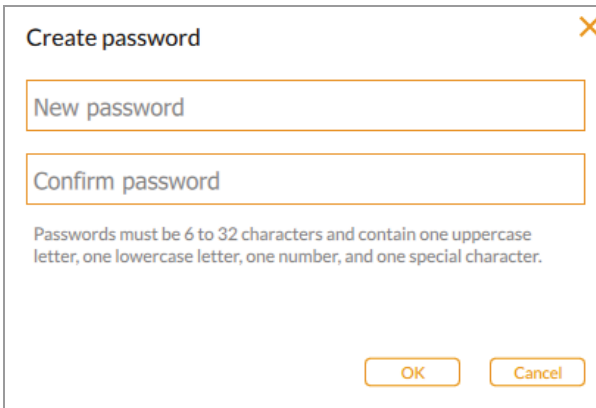 Create password
New password
Confirm password
Passwords must be 6 to 32 characters and contain one uppercase
letter, one lowercase letter, one number, and one special character.
OK
Cancel